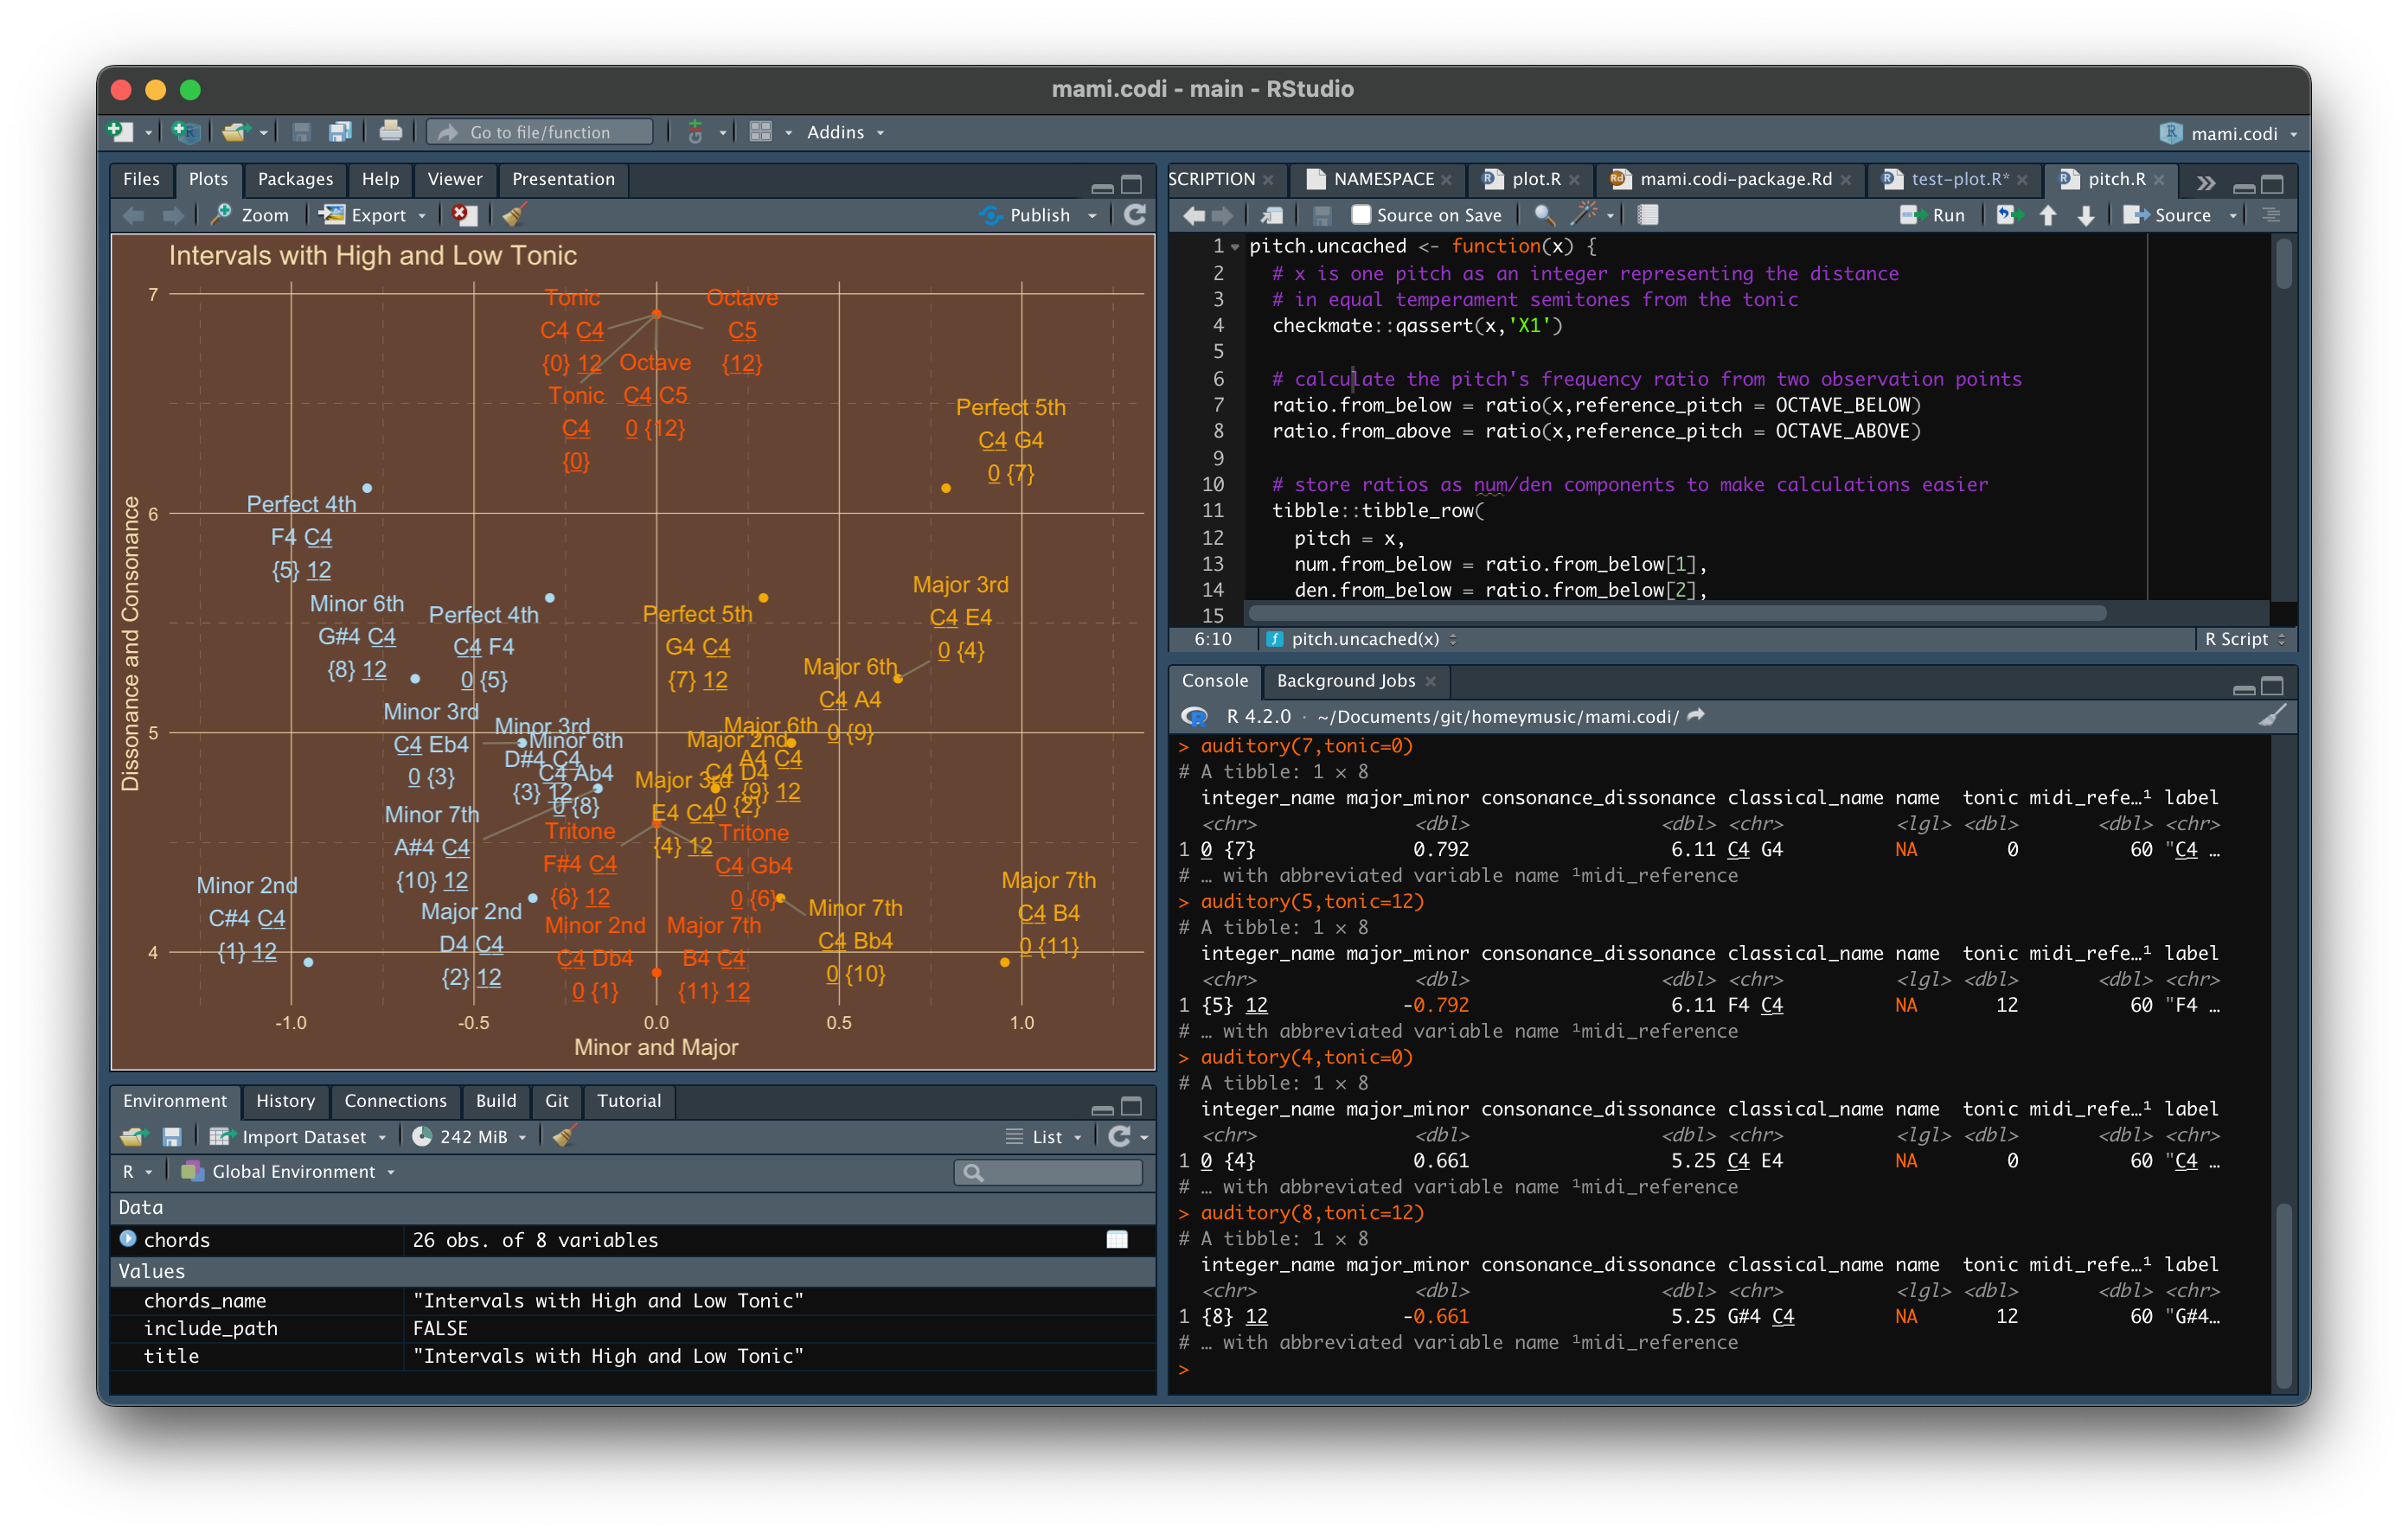 mami.codi - main - RStudio
Go to file/function
Addins
mami.codi
Files Plots Packages Help Viewer Presentation
Zoom Export Publish
Intervals with High and Low Tonic
Dissonance and Consonance
7
6
5
4
Tonic
C4 C4
{0} 12
Octave
C5
{12}
Octave
C4 C5
0 {12}
Tonic
C4
{0}
Perfect 5th
C4 G4
0 {7}
Perfect 4th
F4 C4
{5} 12
Minor 6th
G#4 C4
{8} 12
Perfect 4th
C4 F4
0 {5}
Perfect 5th
G4 C4
{7} 12
Major 3rd
C4 E4
0 {4}
Major 6th
C4 A4
0 {9}
Minor 3rd
C4 Eb4
0 {3}
Minor 3rd
D#4 C4
{3} 12
Minor 6th
C4 Ab4
0 {8}
Major 6th
A4 C4
{9} 12
Major 2nd
C4 D4
0 {2}
Major 3rd
E4 C4
{4} 12
Minor 7th
A#4 C4
{10} 12
Tritone
F#4 C4
{6} 12
Tritone
C4 Gb4
0 {6}
Minor 2nd
C#4 C4
{1} 12
Major 2nd
D4 C4
{2} 12
Minor 2nd
C4 Db4
0 {1}
Major 7th
B4 C4
{11} 12
Minor 7th
C4 Bb4
0 {10}
Major 7th
C4 B4
0 {11}
-1.0 -0.5 0.0 0.5 1.0
Minor and Major
Environment History Connections Build Git Tutorial
Import Dataset 242 MiB List
R Global Environment
Data
chords 26 obs. of 8 variables
Values
chords_name "Intervals with High and Low Tonic"
include_path FALSE
title "Intervals with High and Low Tonic"
SCRIPTION NAMESPACE plot.R mami.codi-package.Rd test-plot.R* pitch.R
Source on Save Run Source
1 pitch.uncached <- function(x) {
2 # x is one pitch as an integer representing the distance
3 # in equal temperament semitones from the tonic
4 checkmate::qassert(x,'X1')
5
6 # calculate the pitch's frequency ratio from two observation points
7 ratio.from_below = ratio(x,reference_pitch = OCTAVE_BELOW)
8 ratio.from_above = ratio(x,reference_pitch = OCTAVE_ABOVE)
9
10 # store ratios as num/den components to make calculations easier
11 tibble::tibble_row(
12 pitch = x,
13 num.from_below = ratio.from_below[1],
14 den.from_below = ratio.from_below[2],
15
6:10 pitch.uncached(x) R Script
Console Background Jobs
R 4.2.0 · ~/Documents/git/homeymusic/mami.codi/
> auditory(7,tonic=0)
# A tibble: 1 × 8
integer_name major_minor consonance_dissonance classical_name name tonic midi_refe…¹ label
<chr> <dbl> <dbl> <chr> <lgl> <dbl> <dbl> <chr>
1 0 {7} 0.792 6.11 C4 G4 NA 0 60 "C4 …
# … with abbreviated variable name ¹midi_reference
> auditory(5,tonic=12)
# A tibble: 1 × 8
integer_name major_minor consonance_dissonance classical_name name tonic midi_refe…¹ label
<chr> <dbl> <dbl> <chr> <lgl> <dbl> <dbl> <chr>
1 {5} 12 -0.792 6.11 F4 C4 NA 12 60 "F4 …
# … with abbreviated variable name ¹midi_reference
> auditory(4,tonic=0)
# A tibble: 1 × 8
integer_name major_minor consonance_dissonance classical_name name tonic midi_refe…¹ label
<chr> <dbl> <dbl> <chr> <lgl> <dbl> <dbl> <chr>
1 0 {4} 0.661 5.25 C4 E4 NA 0 60 "C4 …
# … with abbreviated variable name ¹midi_reference
> auditory(8,tonic=12)
# A tibble: 1 × 8
integer_name major_minor consonance_dissonance classical_name name tonic midi_refe…¹ label
<chr> <dbl> <dbl> <chr> <lgl> <dbl> <dbl> <chr>
1 {8} 12 -0.661 5.25 G#4 C4 NA 12 60 "G#4…
# … with abbreviated variable name ¹midi_reference
>